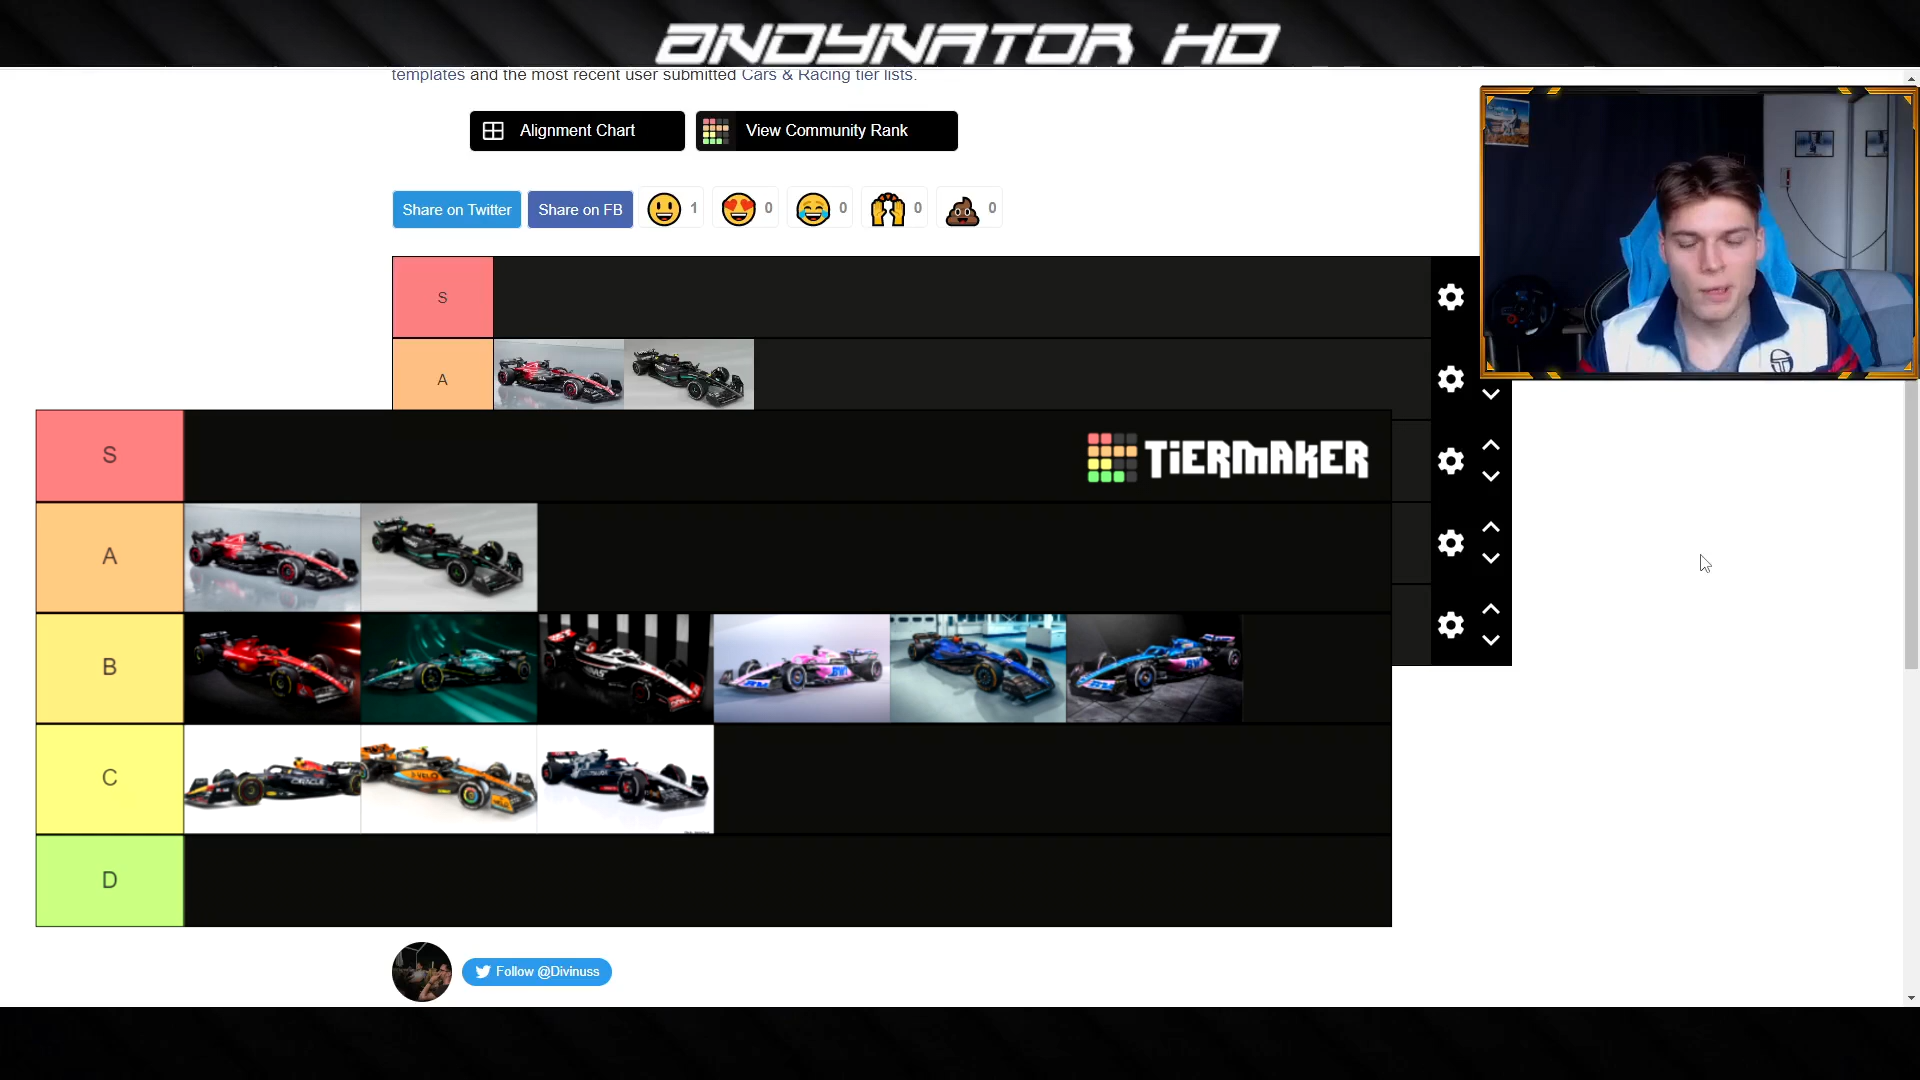 ANDYNATOR HD
templates and the most recent user submitted Cars & Racing tier lists.
Alignment Chart
View Community Rank
Share on Twitter
Share on FB
1
0
0
0
0
S
A
S
TiERMAKER
A
B
C
D
Follow @Divinuss